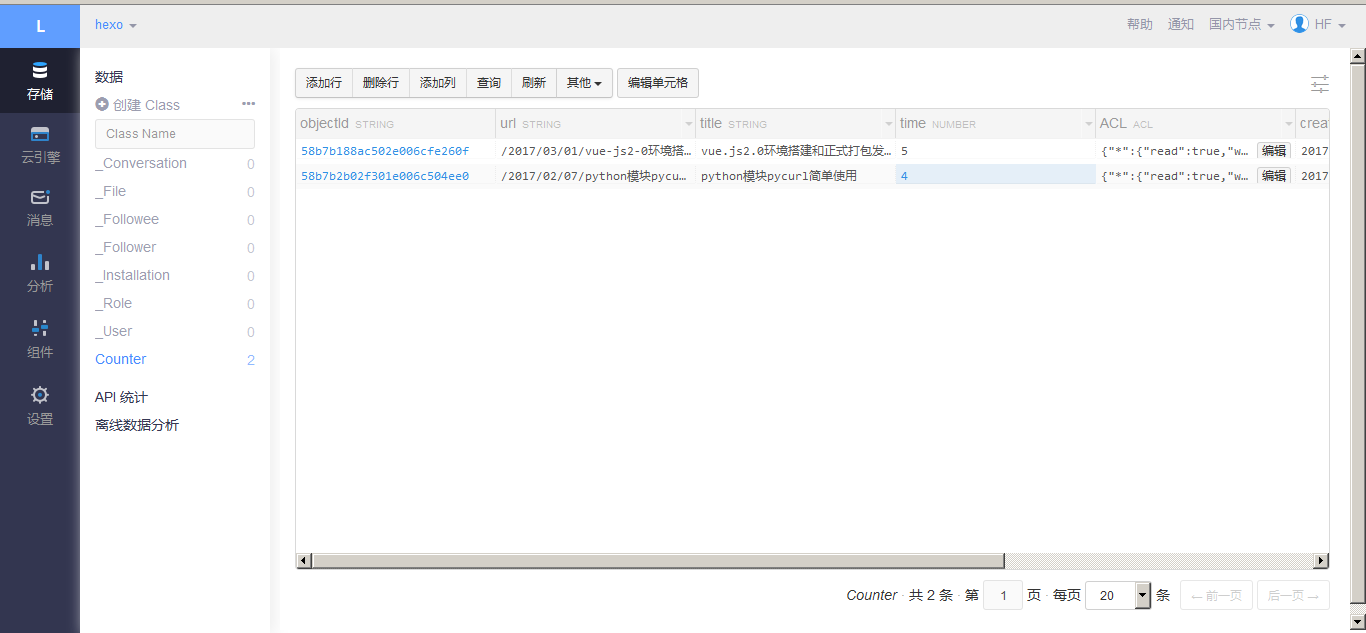 L
hexo
帮助 通知 国内节点 HF
存储
云引擎
消息
分析
组件
设置
数据
创建 Class
Class Name
_Conversation 0
_File 0
_Followee 0
_Follower 0
_Installation 0
_Role 0
_User 0
Counter 2
API 统计
离线数据分析
添加行 删除行 添加列 查询 刷新 其他 编辑单元格
objectId STRING url STRING title STRING time NUMBER ACL ACL creat
58b7b188ac502e006cfe260f /2017/03/01/vue-js2-0环境搭… vue.js2.0环境搭建和正式打包发… 5 {"*":{"read":true,"w… 编辑 2017
58b7b2b02f301e006c504ee0 /2017/02/07/python模块pycu… python模块pycurl简单使用 4 {"*":{"read":true,"w… 编辑 2017
Counter · 共 2 条 · 第 1 页 · 每页 20 条 ←前一页 后一页→